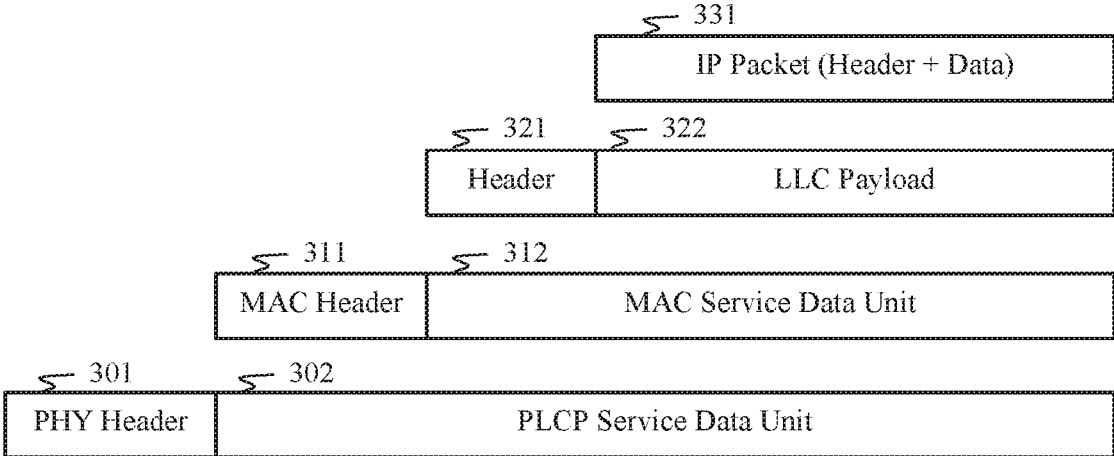 331
IP Packet (Header + Data)
321 322
Header LLC Payload
311 312
MAC Header MAC Service Data Unit
301 302
PHY Header PLCP Service Data Unit